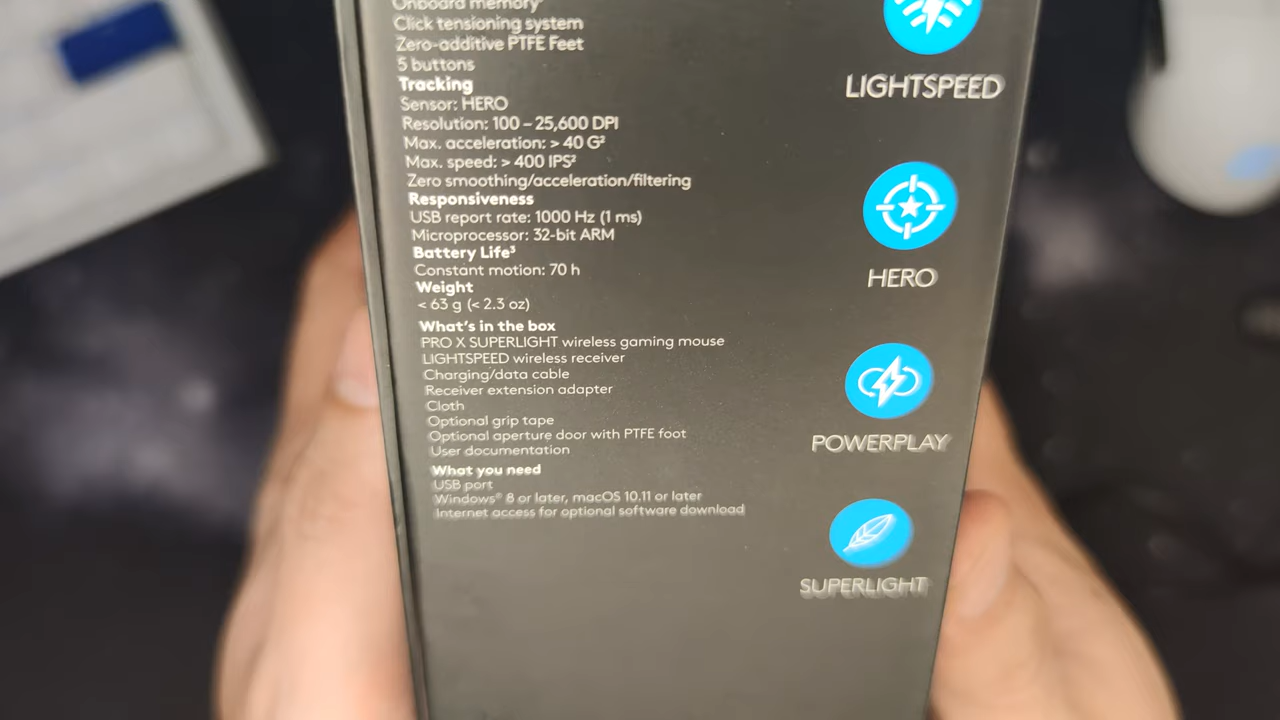 Onboard memory
Click tensioning system
Zero-additive PTFE Feet
5 buttons
Tracking
Sensor: HERO
Resolution: 100 – 25,600 DPI
Max. acceleration: > 40 G²
Max. speed: > 400 IPS²
Zero smoothing/acceleration/filtering
Responsiveness
USB report rate: 1000 Hz (1 ms)
Microprocessor: 32-bit ARM
Battery Life³
Constant motion: 70 h
Weight
< 63 g (< 2.3 oz)
What's in the box
PRO X SUPERLIGHT wireless gaming mouse
LIGHTSPEED wireless receiver
Charging/data cable
Receiver extension adapter
Cloth
Optional grip tape
Optional aperture door with PTFE foot
User documentation
What you need
USB port
Windows® 8 or later, macOS 10.11 or later
Internet access for optional software download
LIGHTSPEED
HERO
POWERPLAY
SUPERLIGHT